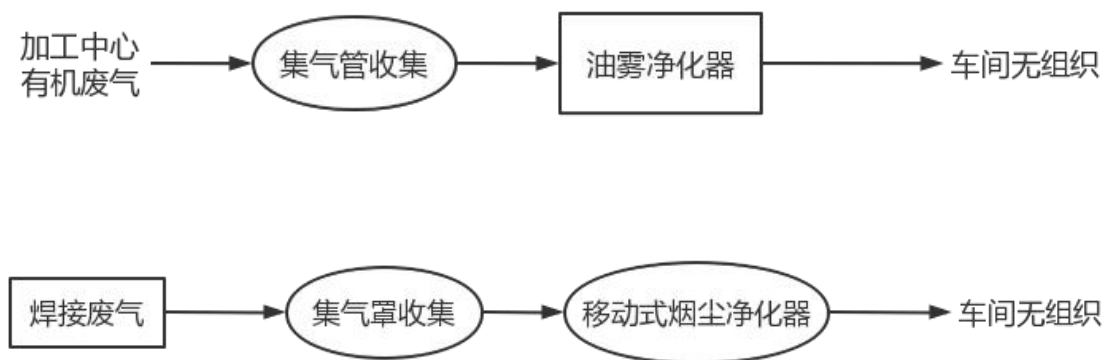 加工中心
有机废气
集气管收集
油雾净化器
车间无组织
焊接废气
集气罩收集
移动式烟尘净化器
车间无组织